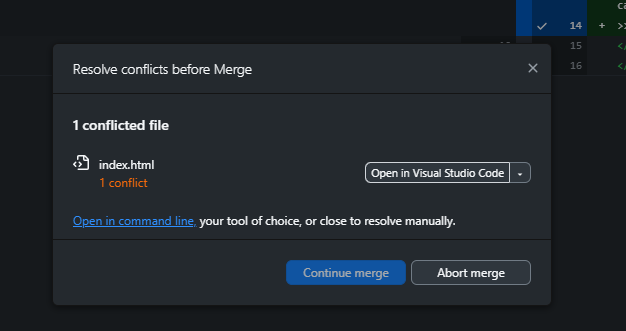 ca
14 + >
15 </
16 </
Resolve conflicts before Merge
1 conflicted file
index.html
Open in Visual Studio Code
1 conflict
Open in command line, your tool of choice, or close to resolve manually.
Continue merge
Abort merge